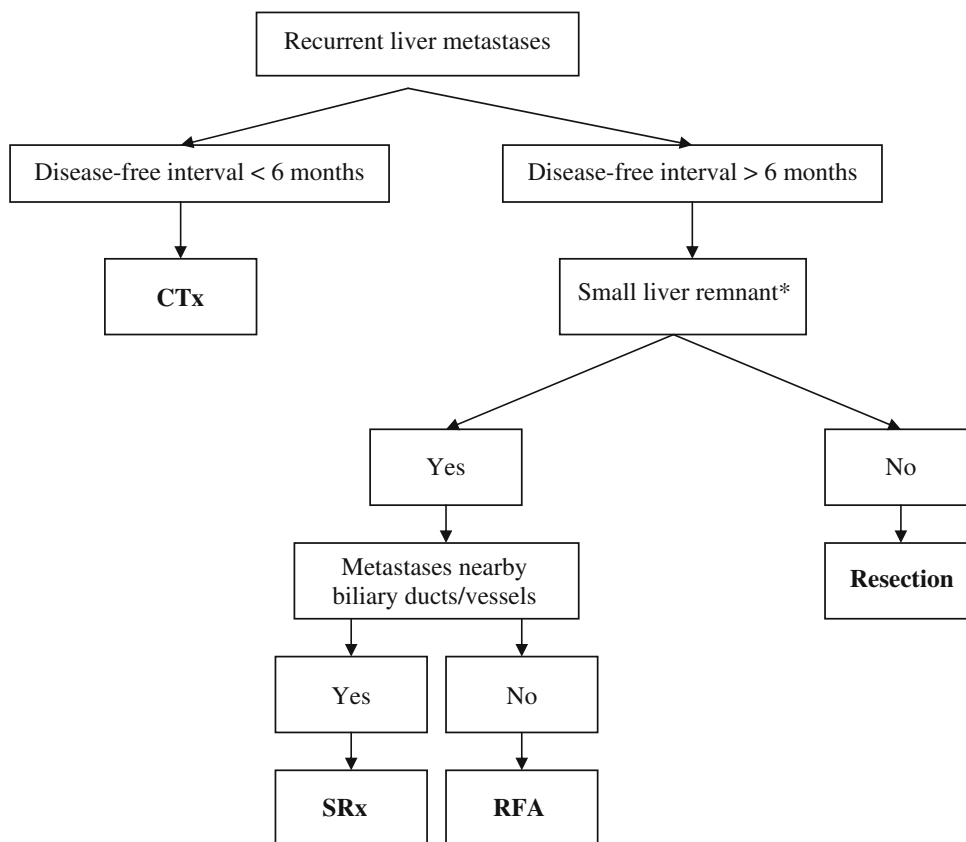 Recurrent liver metastases
Disease-free interval < 6 months
Disease-free interval > 6 months
CTx
Small liver remnant*
Yes
No
Metastases nearby
biliary ducts/vessels
Resection
Yes
No
SRx
RFA